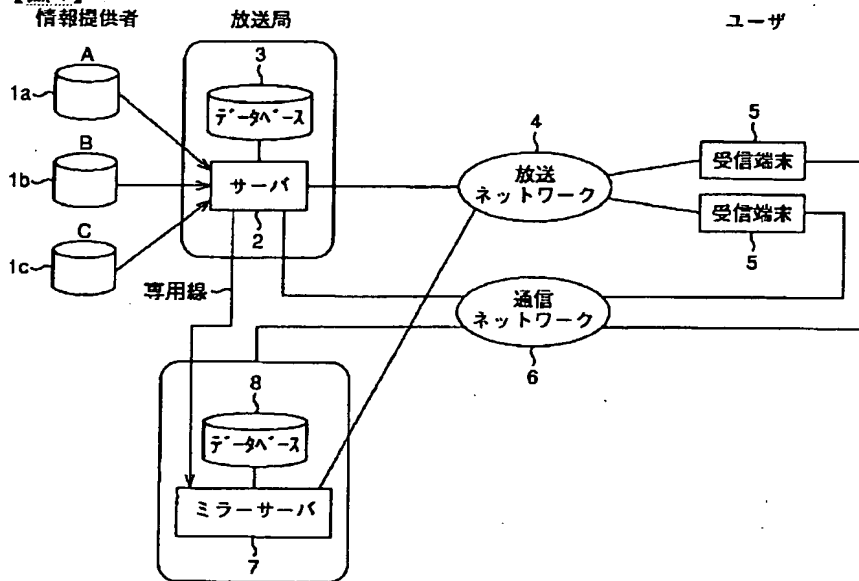 情報提供者
放送局
ユーザ
A
1a
B
1b
C
1c
3
データベース
サーバ
2
専用線
4
放送
ネットワーク
5
受信端末
受信端末
5
通信
ネットワーク
6
8
データベース
ミラーサーバ
7